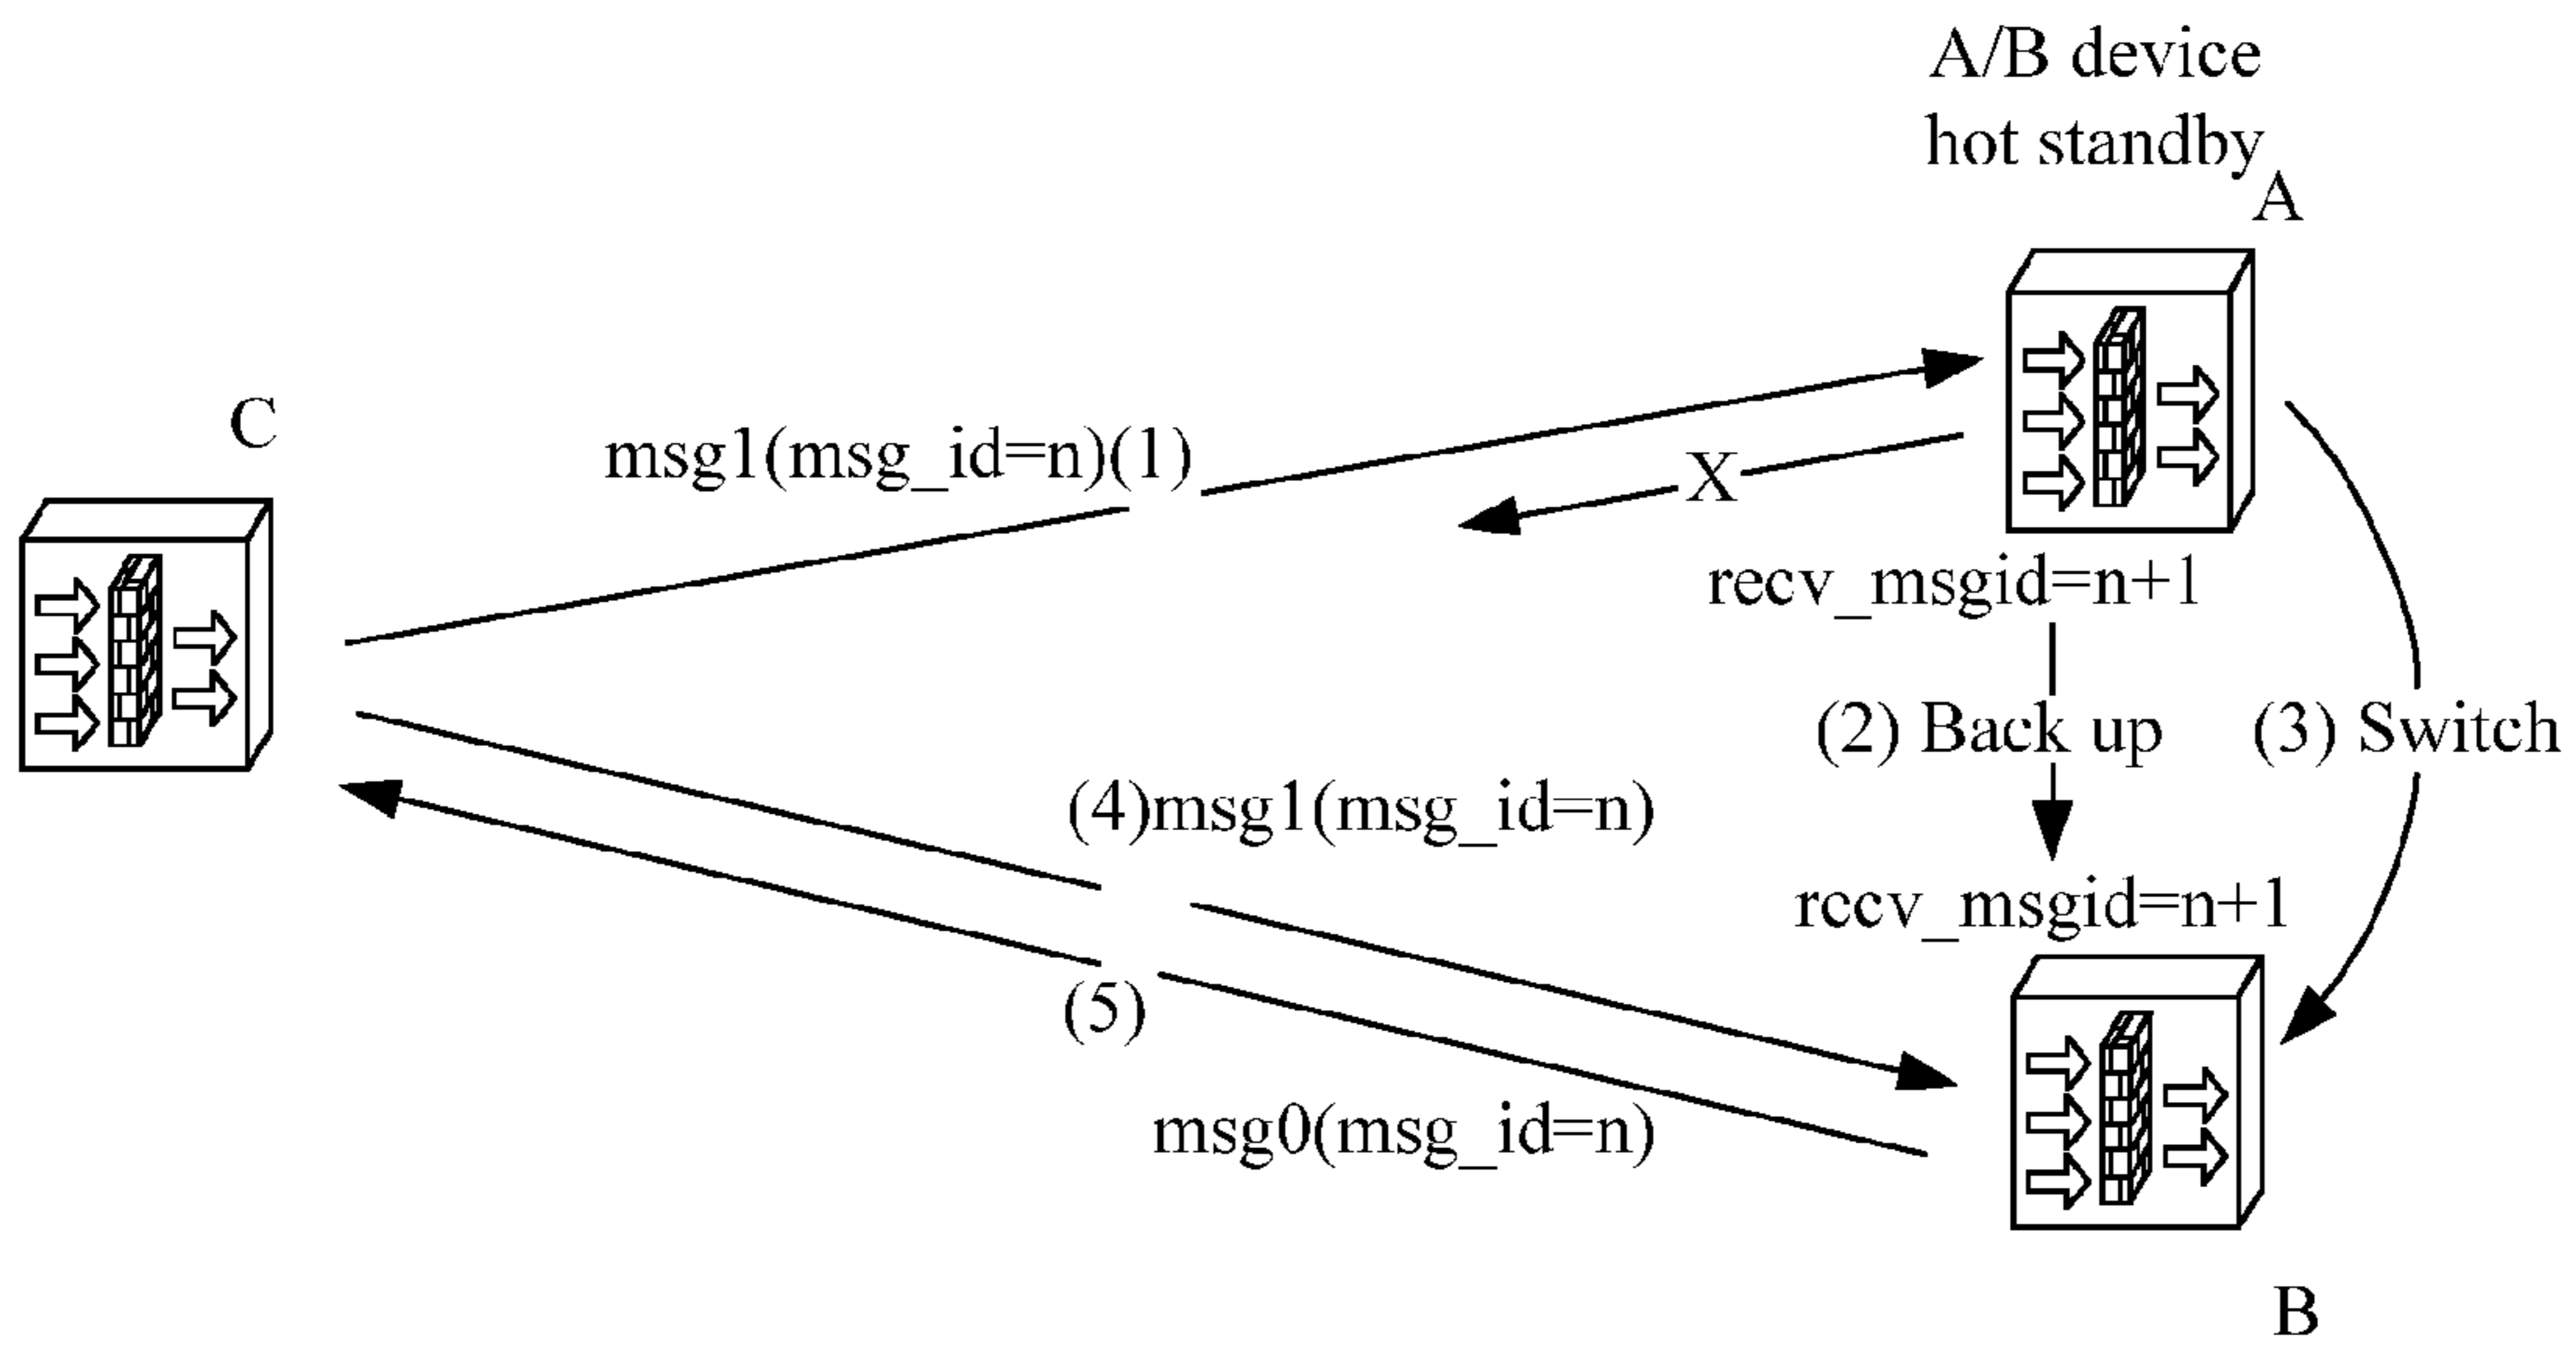 A/B device
hot standby
A
C
msg1(msg_id=n)(1)
X
recv_msgid=n+1
(2) Back up
(3) Switch
(4)msg1(msg_id=n)
rccv_msgid=n+1
(5)
msg0(msg_id=n)
B